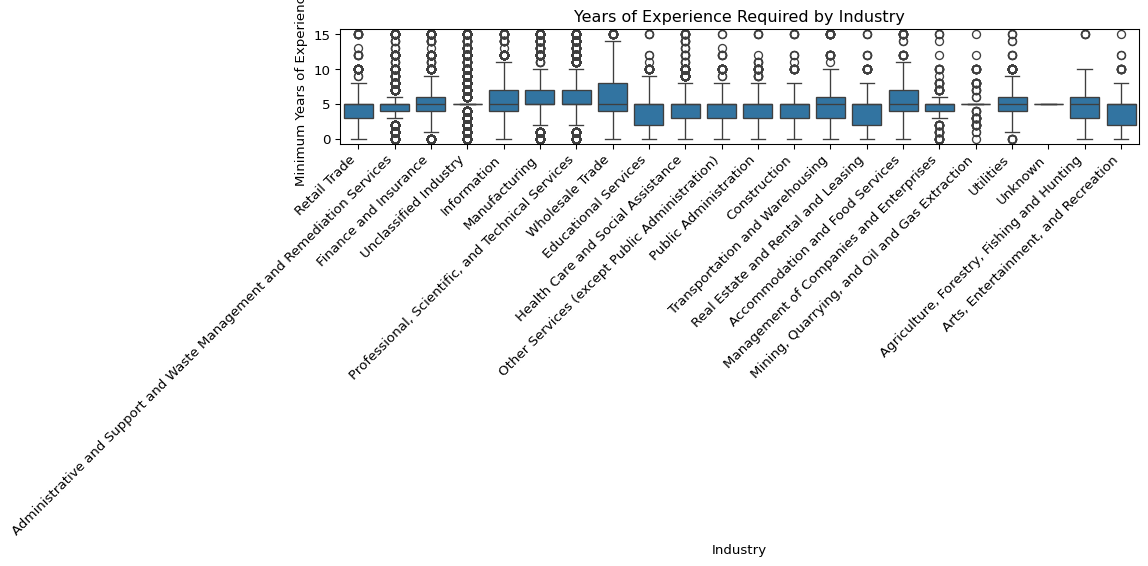 Years of Experience Required by Industry
Minimum Years of Experienc
15
10
5
0
Retail Trade
Administrative and Support and Waste Management and Remediation Services
Finance and Insurance
Unclassified Industry
Information
Manufacturing
Professional, Scientific, and Technical Services
Wholesale Trade
Educational Services
Health Care and Social Assistance
Other Services (except Public Administration)
Public Administration
Construction
Transportation and Warehousing
Real Estate and Rental and Leasing
Accommodation and Food Services
Management of Companies and Enterprises
Mining, Quarrying, and Oil and Gas Extraction
Utilities
Unknown
Agriculture, Forestry, Fishing and Hunting
Arts, Entertainment, and Recreation
Industry